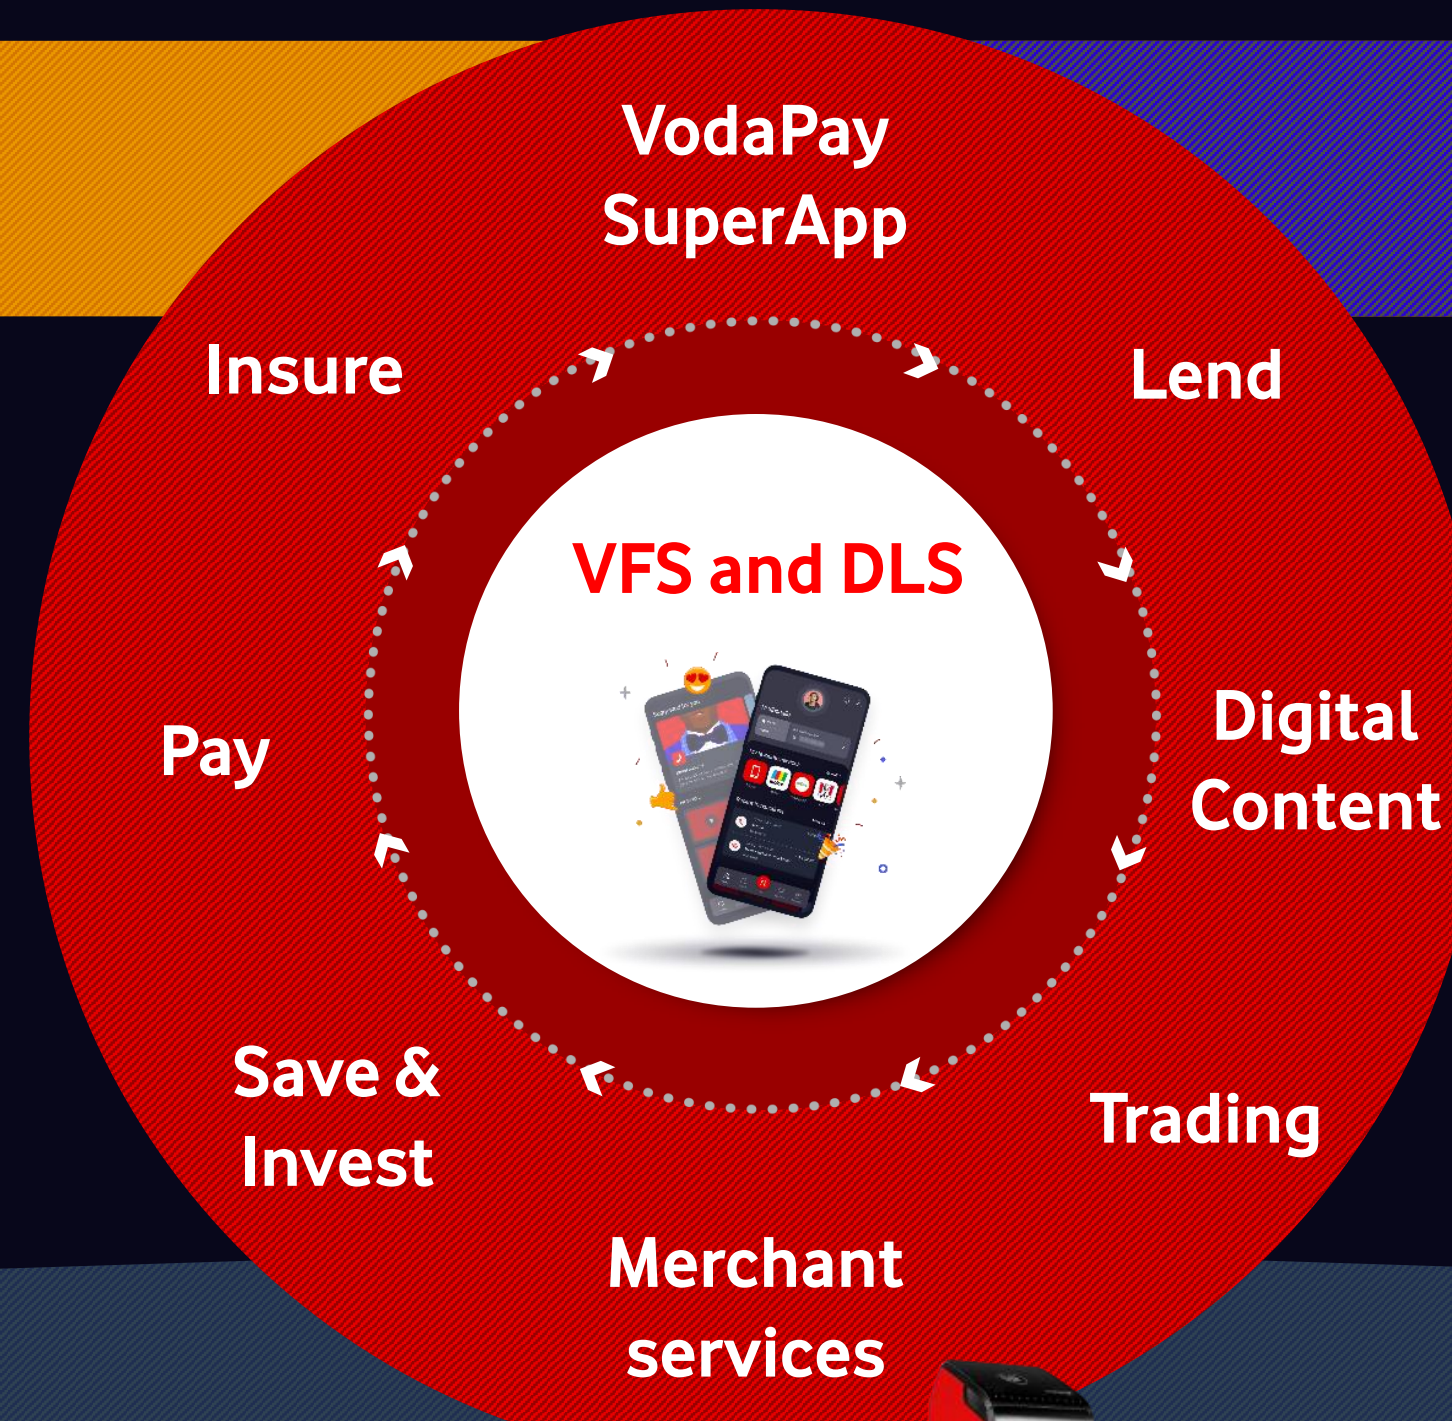 VodaPay
SuperApp
Insure
Lend
VFS and DLS
Pay
Digital
Content
Save &
Invest
Trading
Merchant
services